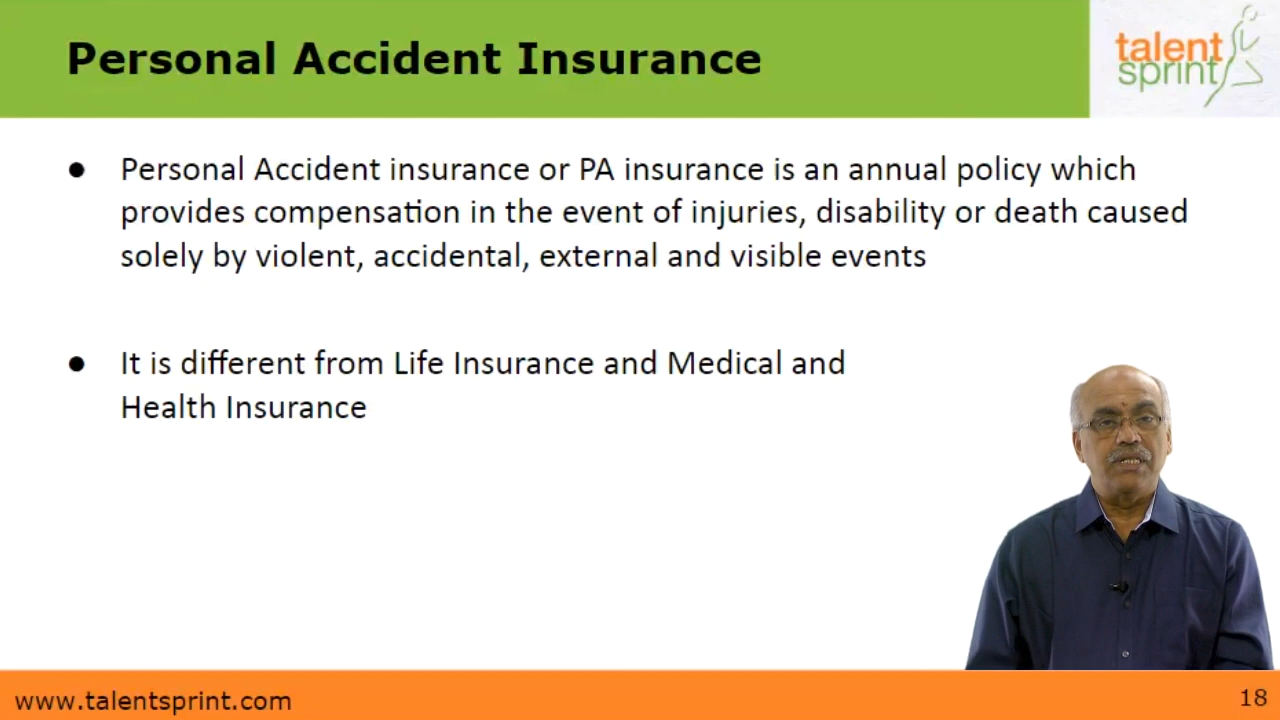 Personal Accident Insurance
talent
sprint
● Personal Accident insurance or PA insurance is an annual policy which
provides compensation in the event of injuries, disability or death caused
solely by violent, accidental, external and visible events
● It is different from Life Insurance and Medical and
Health Insurance
www.talentsprint.com
18